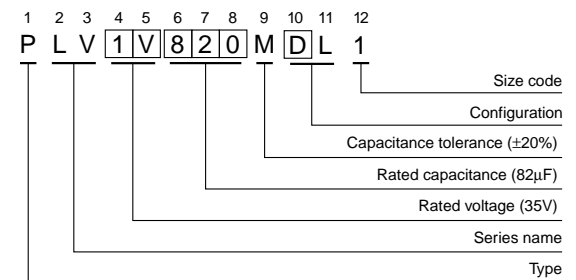 1 2 3 4 5 6 7 8 9 10 11 12
P L V 1 V 8 2 0 M D L 1
Size code
Configuration
Capacitance tolerance (±20%)
Rated capacitance (82μF)
Rated voltage (35V)
Series name
Type